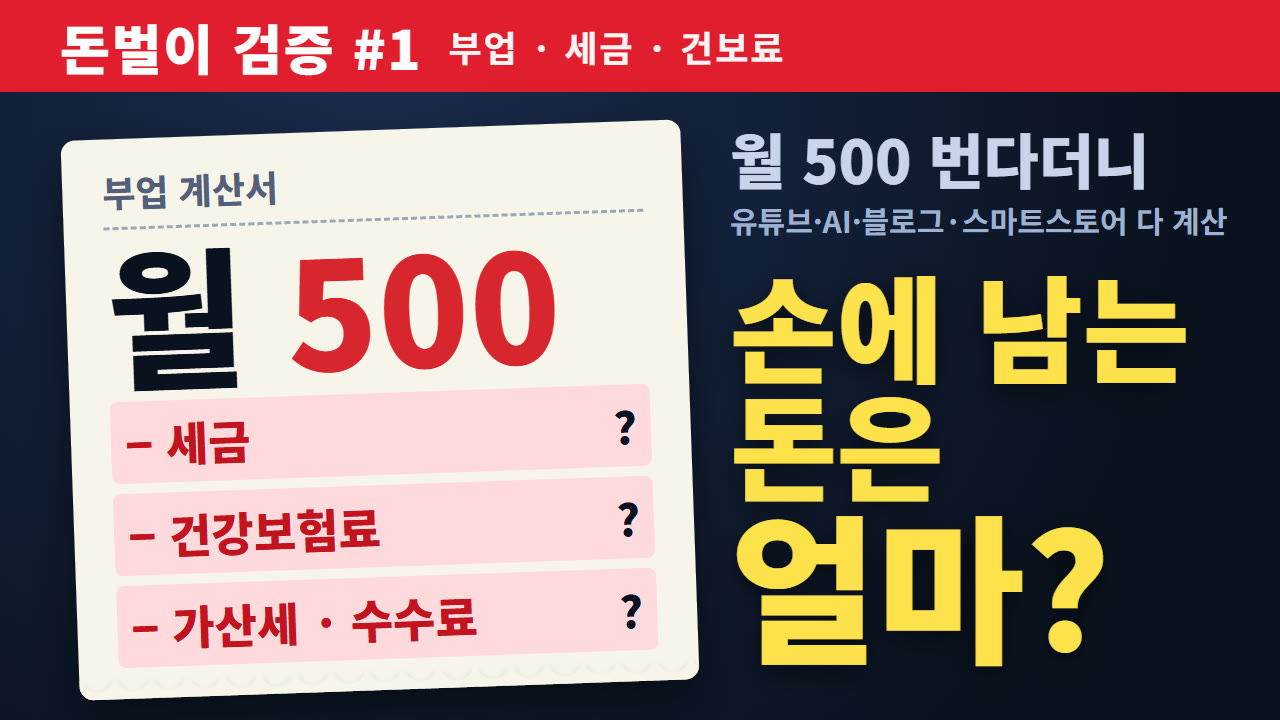 돈벌이 검증 #1 부업 · 세금 · 건보료
부업 계산서
월 500
– 세금 ?
– 건강보험료 ?
– 가산세 · 수수료 ?
월 500 번다더니
유튜브·AI·블로그·스마트스토어 다 계산
손에 남는
돈은
얼마?